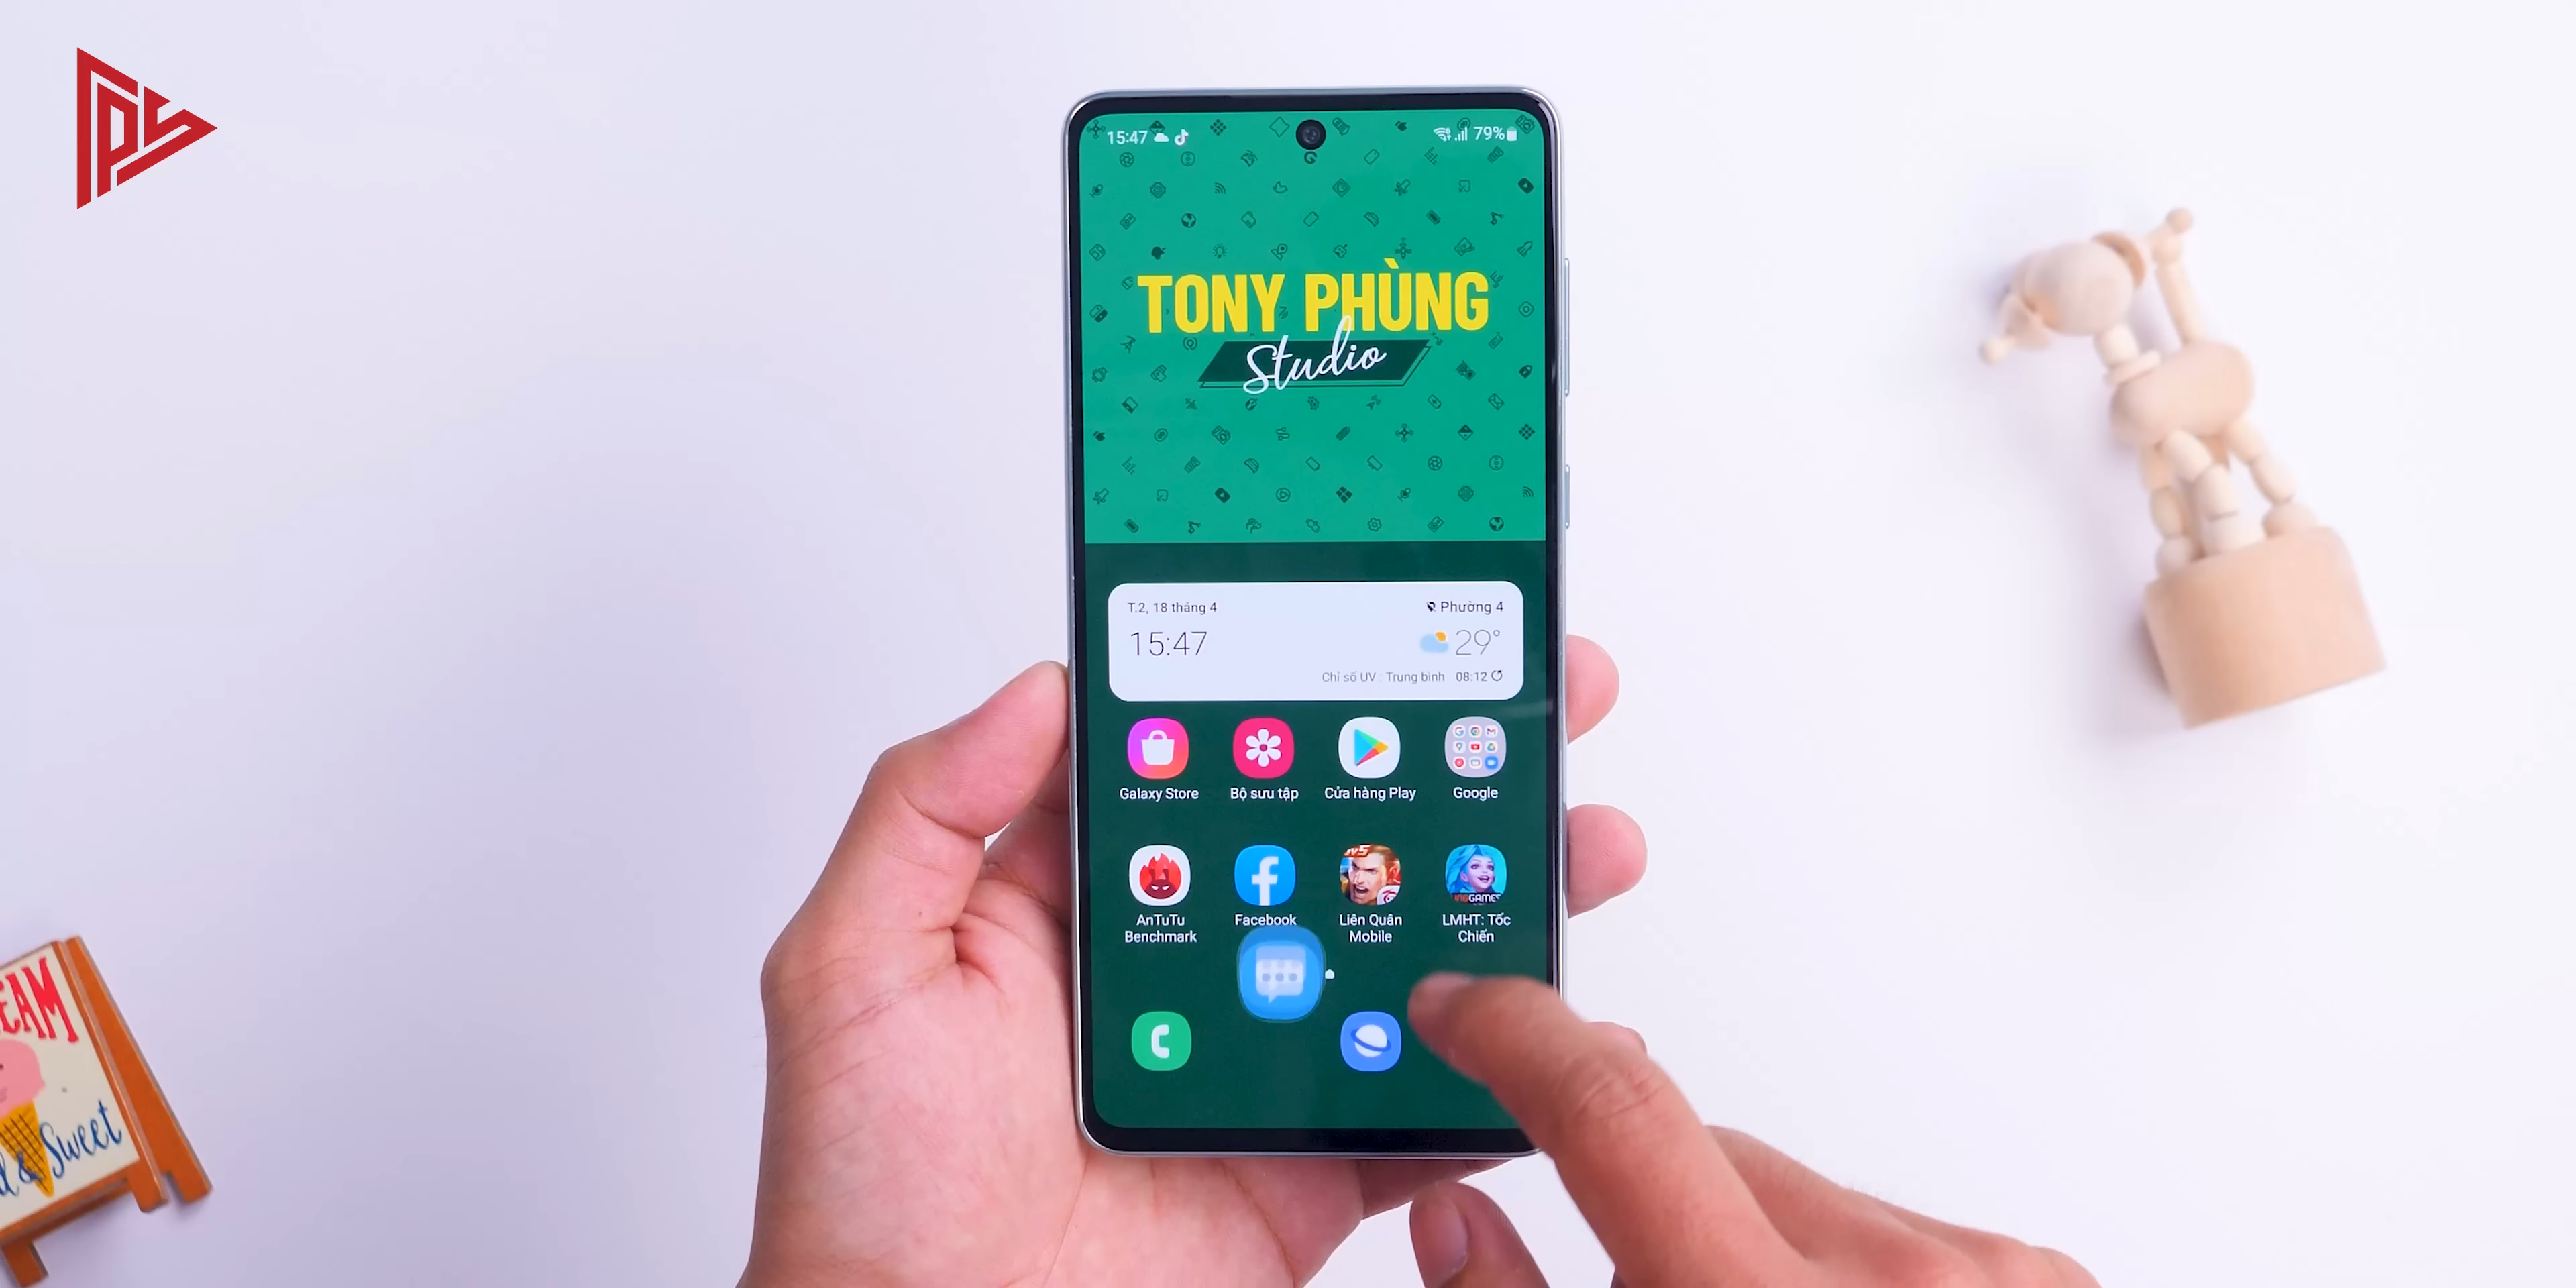 15:47
79%
TONY PHÙNG
Studio
T.2, 18 tháng 4
Phường 4
15:47
29°
Chỉ số UV : Trung bình 08:12
Galaxy Store
Bộ sưu tập
Cửa hàng Play
Google
AnTuTu
Benchmark
Facebook
Liên Quân
Mobile
LMHT: Tốc
Chiến
EAM
& Sweet